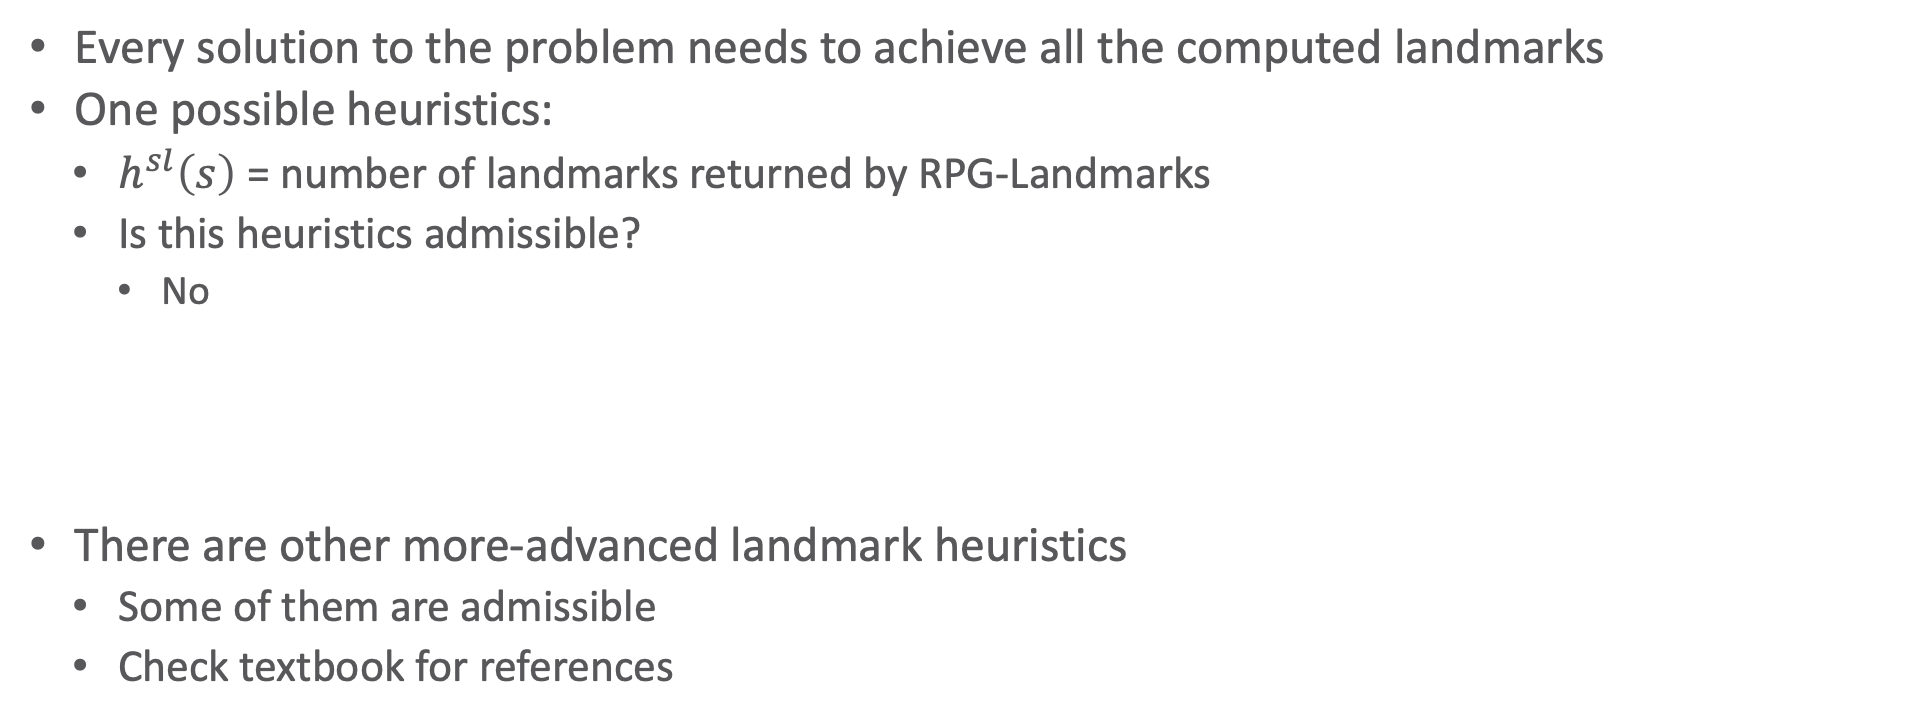 • Every solution to the problem needs to achieve all the computed landmarks
• One possible heuristics:
• hˢˡ(s) = number of landmarks returned by RPG-Landmarks
• Is this heuristics admissible?
• No
• There are other more-advanced landmark heuristics
• Some of them are admissible
• Check textbook for references